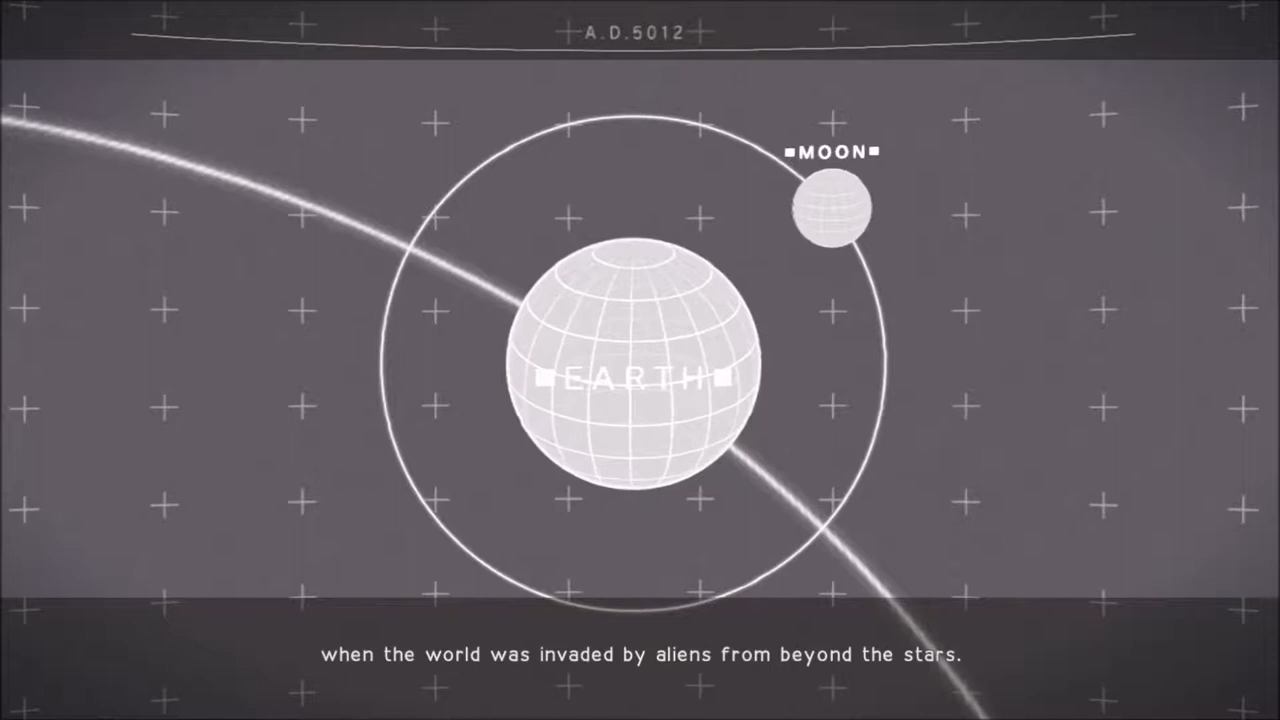 A.D.5012
MOON
EARTH
when the world was invaded by aliens from beyond the stars.